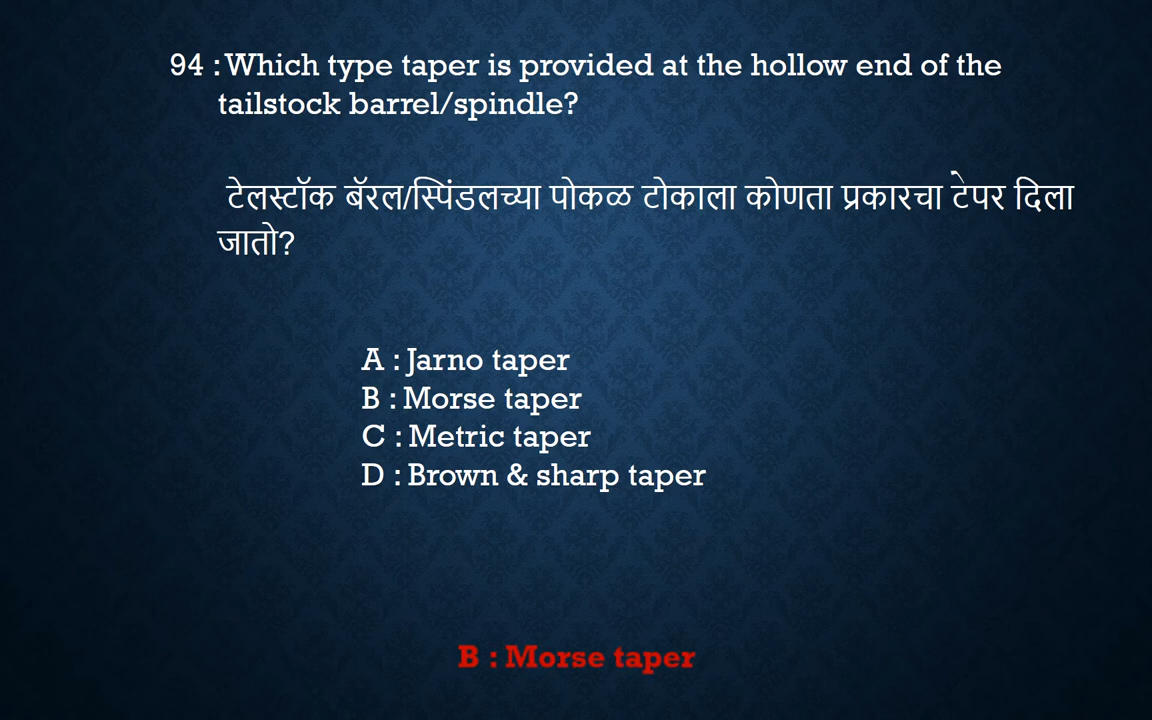 94 : Which type taper is provided at the hollow end of the
tailstock barrel/spindle?
टेलस्टॉक बॅरल/स्पिंडलच्या पोकळ टोकाला कोणता प्रकारचा टेपर दिला
जातो?
A : Jarno taper
B : Morse taper
C : Metric taper
D : Brown & sharp taper
B : Morse taper